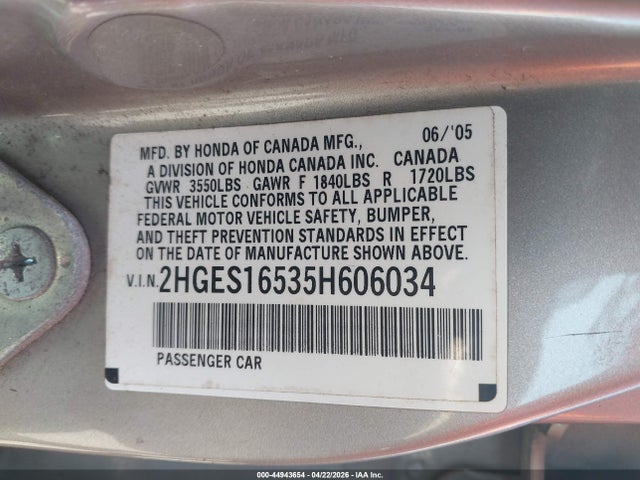 MFD. BY HONDA OF CANADA MFG., 06/'05
A DIVISION OF HONDA CANADA INC. CANADA
GVWR 3550LBS GAWR F 1840LBS R 1720LBS
THIS VEHICLE CONFORMS TO ALL APPLICABLE
FEDERAL MOTOR VEHICLE SAFETY, BUMPER,
AND THEFT PREVENTION STANDARDS IN EFFECT
ON THE DATE OF MANUFACTURE SHOWN ABOVE.
V.I.N. 2HGES16535H606034
PASSENGER CAR
000-44943654 - 04/22/2026 - IAA Inc.